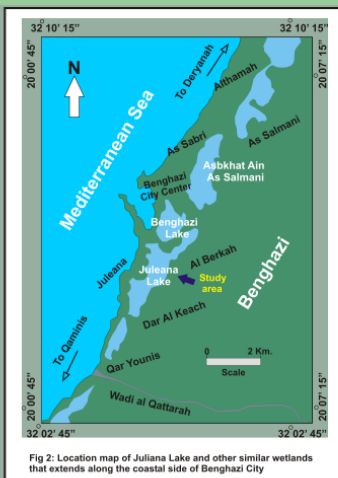 32 10' 15"
32 10' 15"
20 00' 45"
20 07' 15"
N
To Deryanah
Althamah
Mediterranean Sea
As Sabri
As Salmani
Asbkhat Ain
As Salmani
Benghazi
City Center
Benghazi
Lake
Al Berkah
Juleana
Juleana
Lake
Study
area
Benghazi
Dar Al Keach
To Qaminis
Qar Younis
0 2 Km.
Scale
Wadi al Qattarah
20 00' 45"
20 07' 15"
32 02' 45"
32 02' 45"
Fig 2: Location map of Juliana Lake and other similar wetlands
that extends along the coastal side of Benghazi City